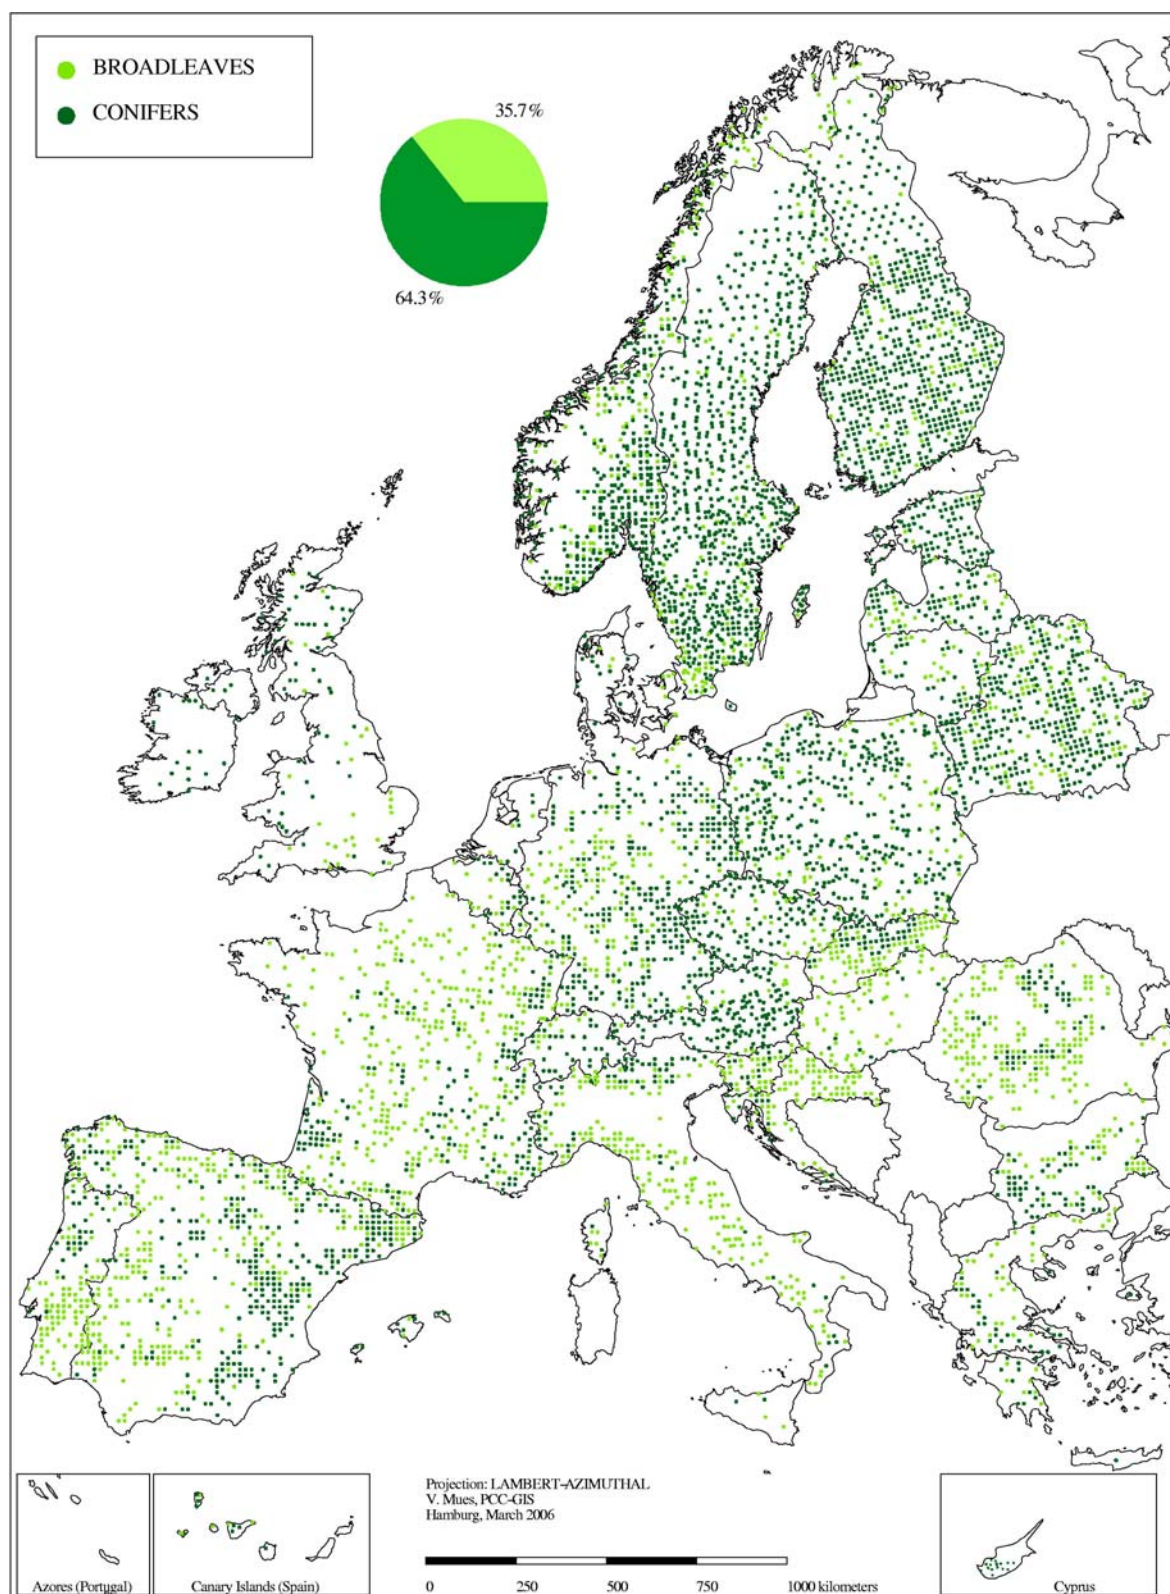 BROADLEAVES
CONIFERS
35.7%
64.3%
Projection: LAMBERT-AZIMUTHAL
V. Mues, PCC-GIS
Hamburg, March 2006
0 250 500 750 1000 kilometers
Azores (Portugal)
Canary Islands (Spain)
Cyprus